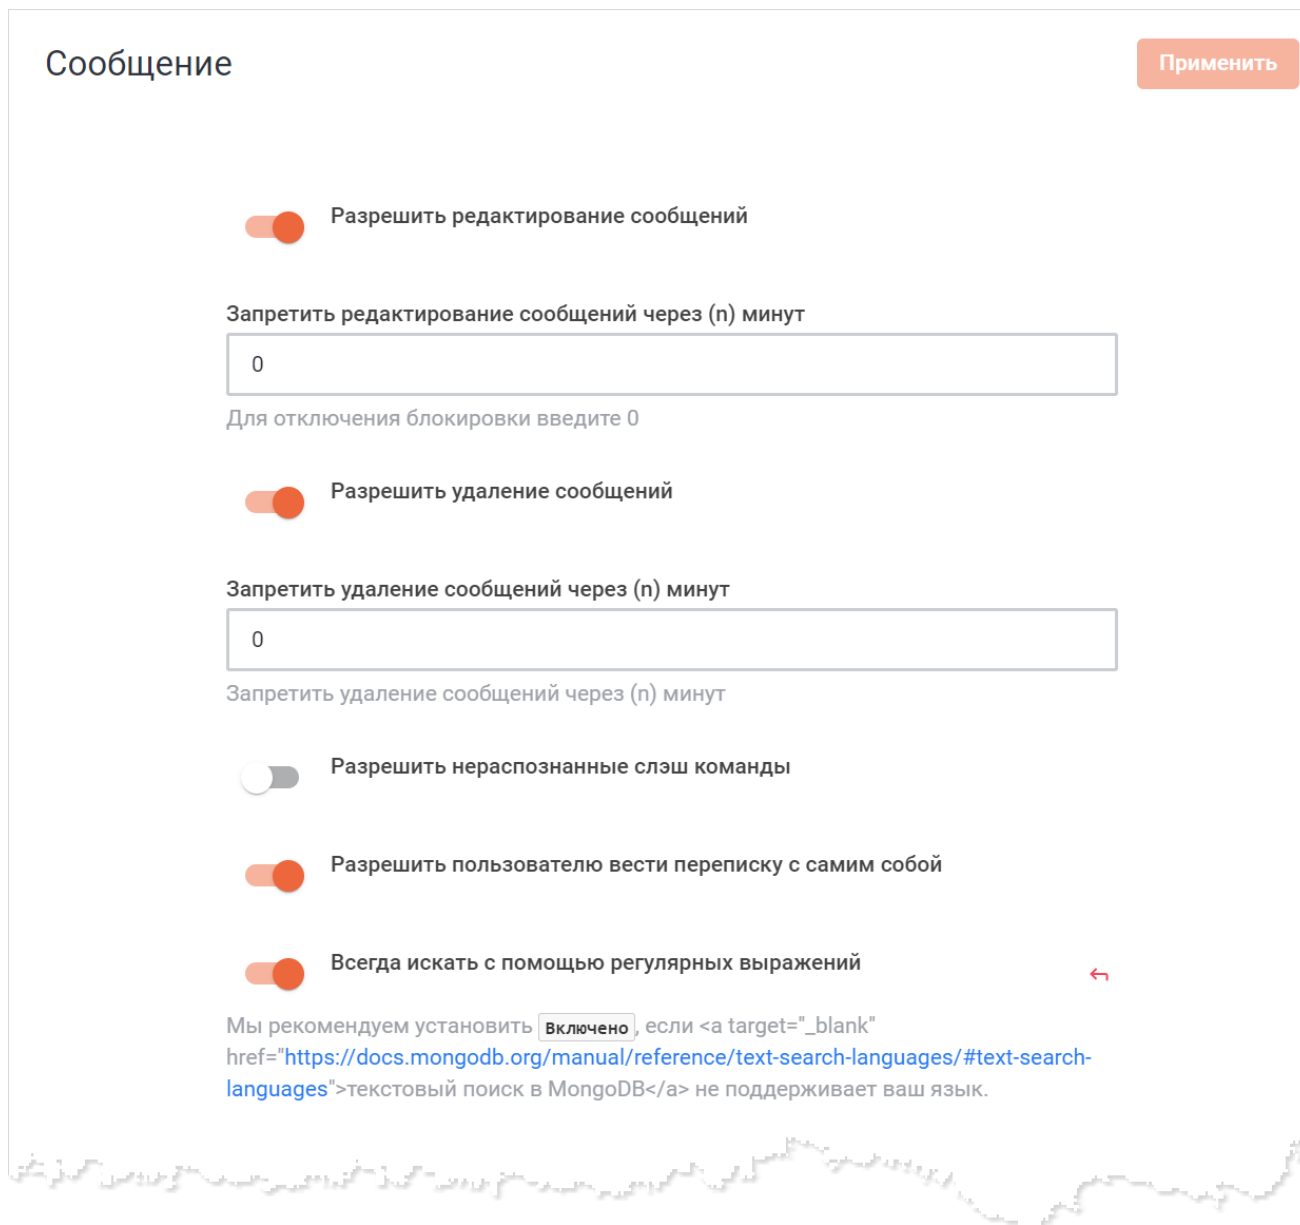 Сообщение
Применить
Разрешить редактирование сообщений
Запретить редактирование сообщений через (n) минут
0
Для отключения блокировки введите 0
Разрешить удаление сообщений
Запретить удаление сообщений через (n) минут
0
Запретить удаление сообщений через (n) минут
Разрешить нераспознанные слэш команды
Разрешить пользователю вести переписку с самим собой
Всегда искать с помощью регулярных выражений
Мы рекомендуем установить Включено, если <a target="_blank"
href="https://docs.mongodb.org/manual/reference/text-search-languages/#text-search-
languages">текстовый поиск в MongoDB</a> не поддерживает ваш язык.